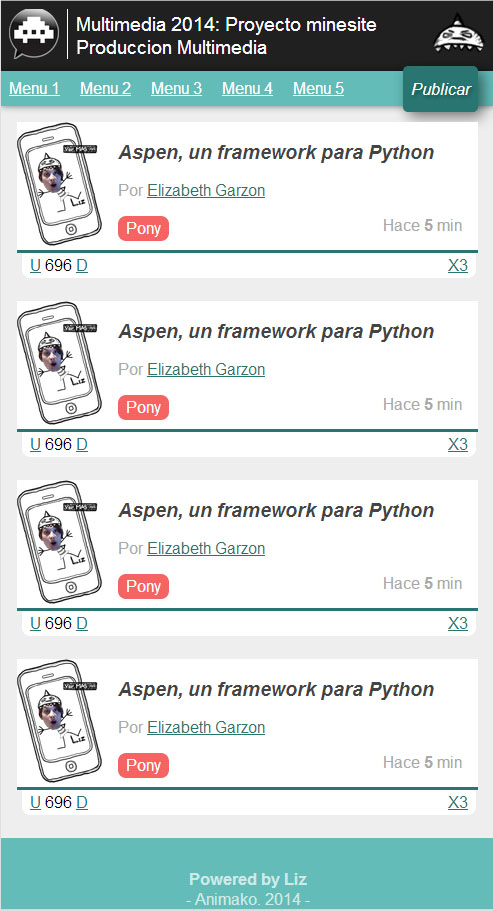 Multimedia 2014: Proyecto minesite
Produccion Multimedia
Menu 1 Menu 2 Menu 3 Menu 4 Menu 5 Publicar
Ver MAS
Liz
Aspen, un framework para Python
Por Elizabeth Garzon
Pony
Hace 5 min
U 696 D X3
Ver MAS
Liz
Aspen, un framework para Python
Por Elizabeth Garzon
Pony
Hace 5 min
U 696 D X3
Ver MAS
Liz
Aspen, un framework para Python
Por Elizabeth Garzon
Pony
Hace 5 min
U 696 D X3
Ver MAS
Liz
Aspen, un framework para Python
Por Elizabeth Garzon
Pony
Hace 5 min
U 696 D X3
Powered by Liz
- Animako. 2014 -